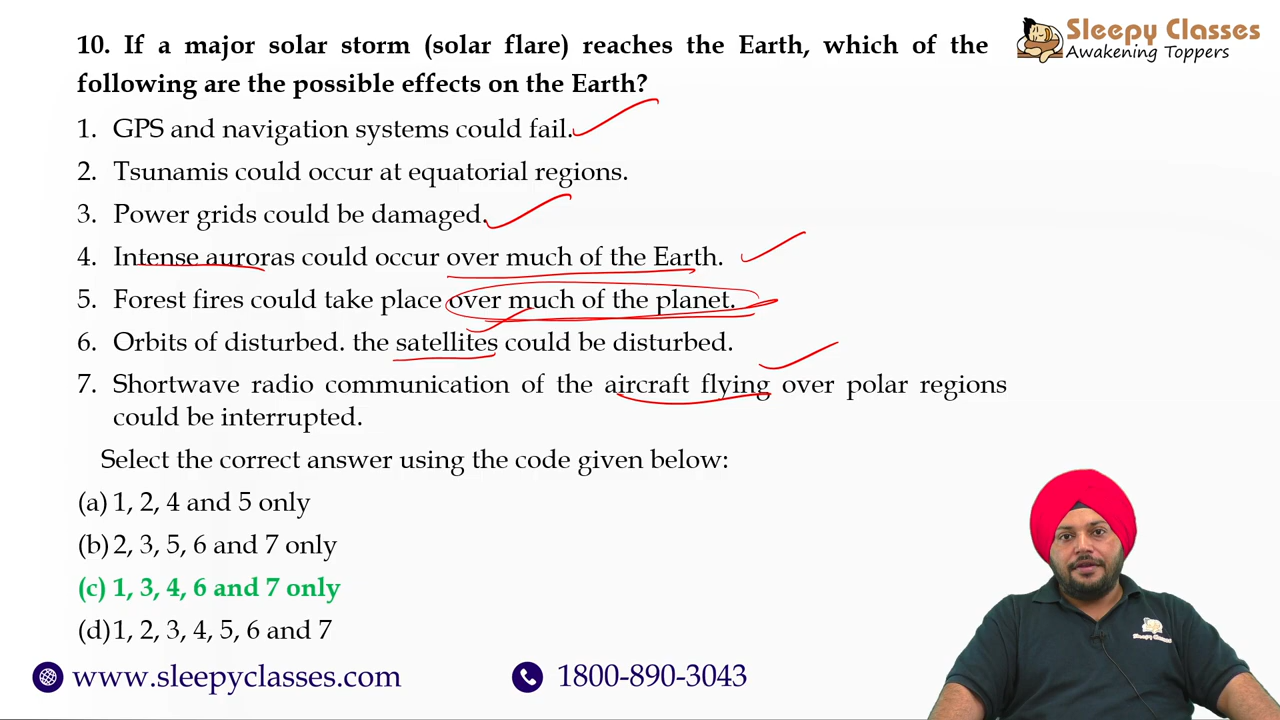 10. If a major solar storm (solar flare) reaches the Earth, which of the
following are the possible effects on the Earth?
Sleepy Classes
Awakening Toppers
1. GPS and navigation systems could fail.
2. Tsunamis could occur at equatorial regions.
3. Power grids could be damaged.
4. Intense auroras could occur over much of the Earth.
5. Forest fires could take place over much of the planet.
6. Orbits of disturbed. the satellites could be disturbed.
7. Shortwave radio communication of the aircraft flying over polar regions
could be interrupted.
Select the correct answer using the code given below:
(a) 1, 2, 4 and 5 only
(b) 2, 3, 5, 6 and 7 only
(c) 1, 3, 4, 6 and 7 only
(d) 1, 2, 3, 4, 5, 6 and 7
Sleepy Classes
www.sleepyclasses.com
1800-890-3043